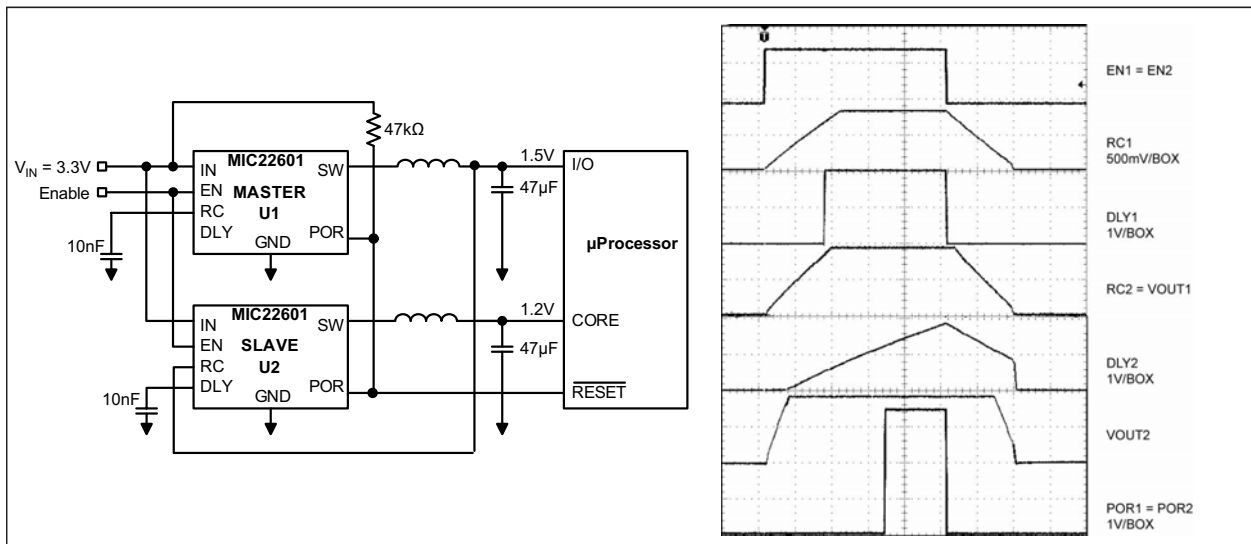 47kΩ
VIN = 3.3V
Enable
10nF
IN
EN
RC
DLY
MIC22601
MASTER
U1
GND
SW
POR
1.5V
47µF
I/O
µProcessor
MIC22601
SLAVE
U2
IN
EN
RC
DLY
GND
SW
POR
10nF
1.2V
47µF
CORE
RESET
T
EN1 = EN2
RC1
500mV/BOX
DLY1
1V/BOX
RC2 = VOUT1
DLY2
1V/BOX
VOUT2
POR1 = POR2
1V/BOX